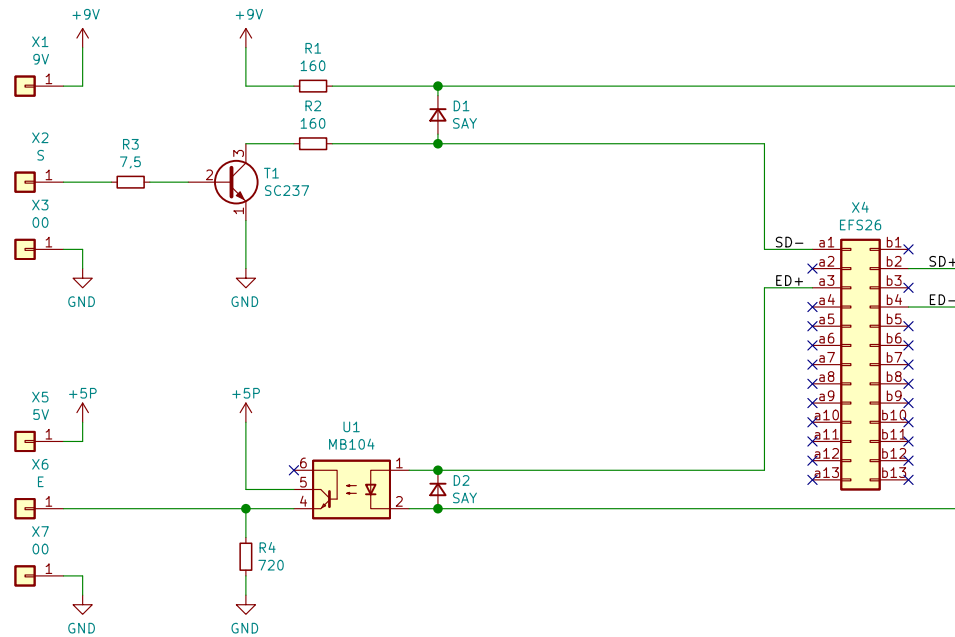 +9V
+9V
X1
9V
1
R1
160
R2
160
D1
SAY
X2
S
1
R3
7,5
2
3
1
T1
SC237
X3
00
1
GND
GND
X4
EFS26
SD-
ED+
a1
a2
a3
a4
a5
a6
a7
a8
a9
a10
a11
a12
a13
b1
b2
b3
b4
b5
b6
b7
b8
b9
b10
b11
b12
b13
SD+
ED-
+5P
+5P
X5
5V
1
U1
MB104
6
5
4
1
2
D2
SAY
X6
E
1
X7
00
1
R4
720
GND
GND